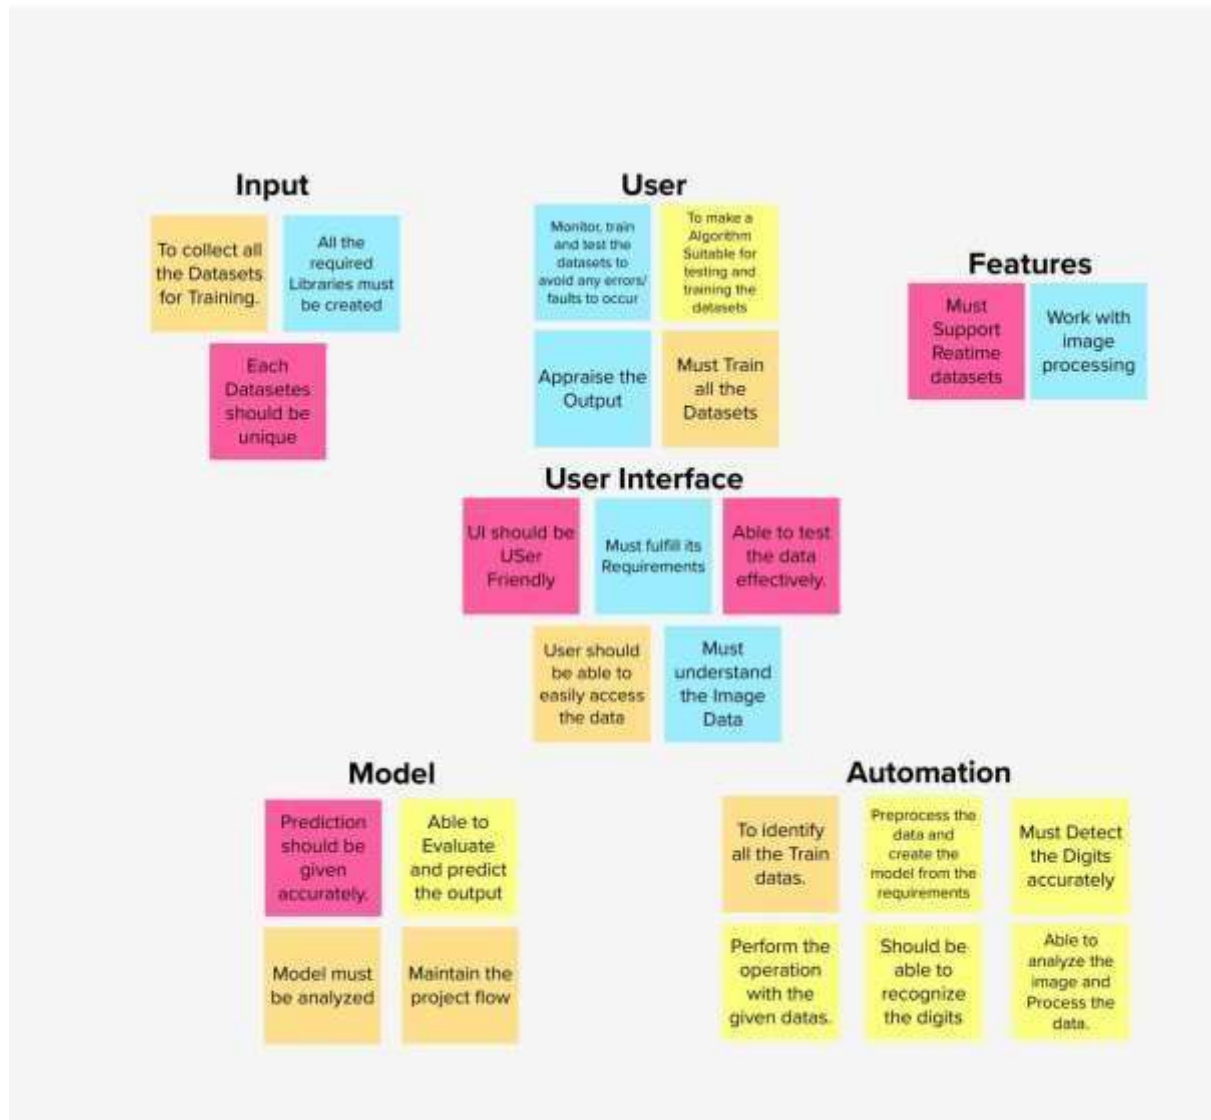 Input
To collect all
the Datasets
for Training.
All the
required
Libraries must
be created
Each
Datasetes
should be
unique
User
Monitor, train
and test the
datasets to
avoid any errors/
faults to occur
To make a
Algorithm
Suitable for
testing and
training the
datasets
Appraise the
Output
Must Train
all the
Datasets
Features
Must
Support
Reatime
datasets
Work with
image
processing
User Interface
UI should be
USer
Friendly
Must fulfill its
Requirements
Able to test
the data
effectively.
User should
be able to
easily access
the data
Must
understand
the Image
Data
Model
Prediction
should be
given
accurately.
Able to
Evaluate
and predict
the output
Model must
be analyzed
Maintain the
project flow
Automation
To identify
all the Train
datas.
Preprocess the
data and
create the
model from the
requirements
Must Detect
the Digits
accurately
Perform the
operation
with the
given datas.
Should be
able to
recognize
the digits
Able to
analyze the
image and
Process the
data.